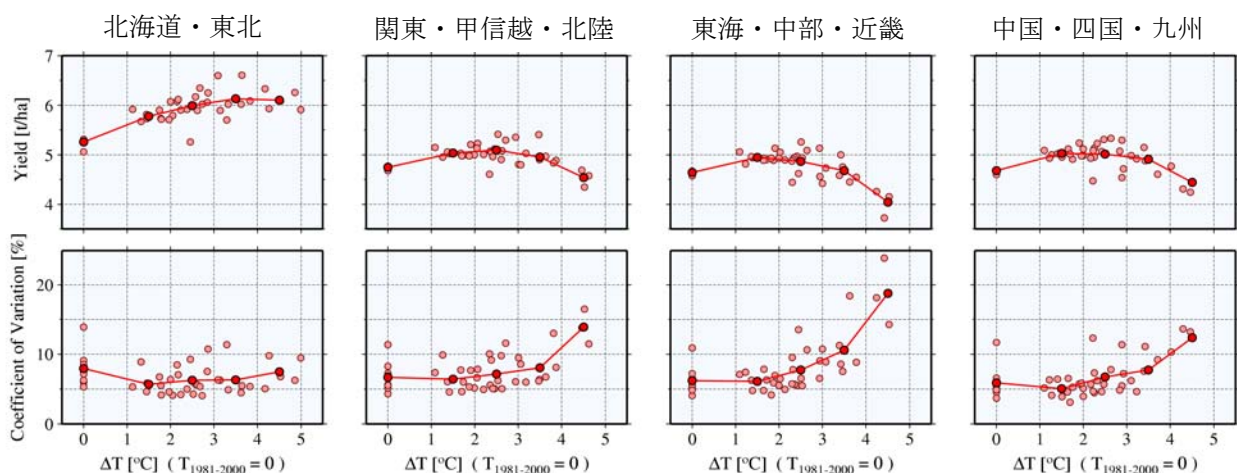 北海道・東北
関東・甲信越・北陸
東海・中部・近畿
中国・四国・九州
Yield [t/ha]
7
6
5
4
Coefficient of Variation [%]
20
10
0
0 1 2 3 4 5
0 1 2 3 4 5
0 1 2 3 4 5
0 1 2 3 4 5
ΔT [°C] ( T1981-2000 = 0 )
ΔT [°C] ( T1981-2000 = 0 )
ΔT [°C] ( T1981-2000 = 0 )
ΔT [°C] ( T1981-2000 = 0 )